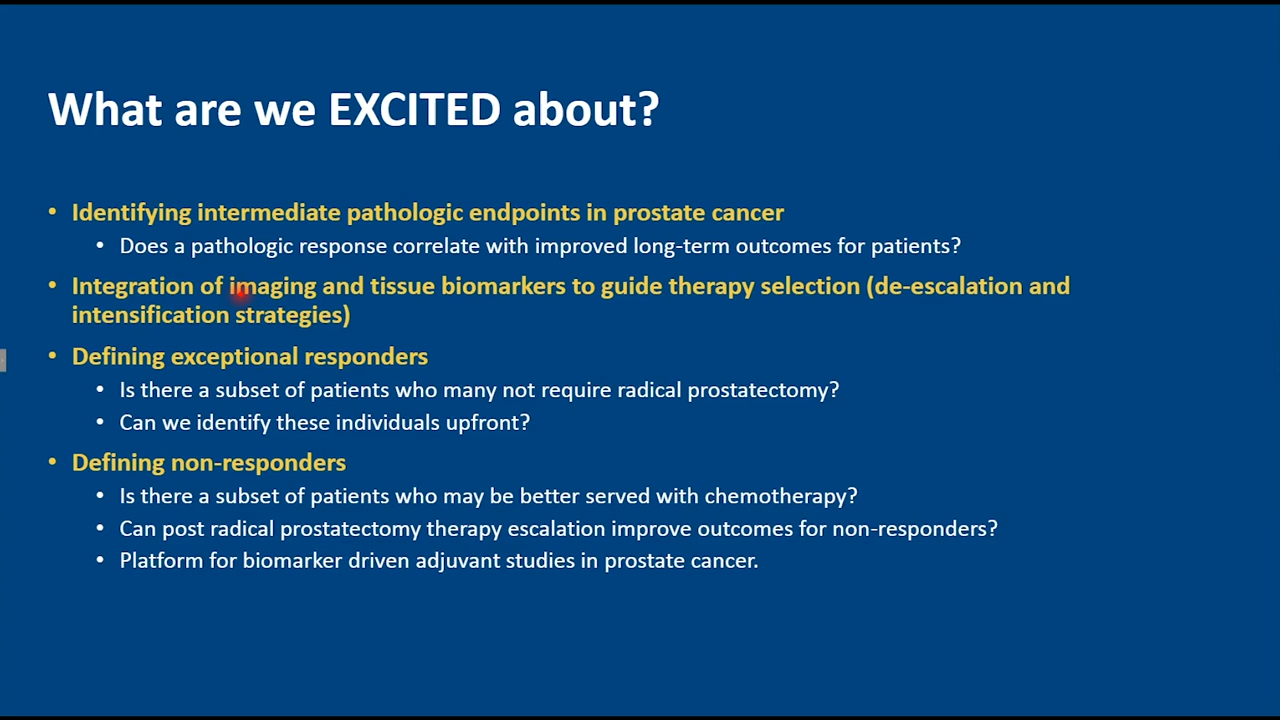 What are we EXCITED about?
• Identifying intermediate pathologic endpoints in prostate cancer
• Does a pathologic response correlate with improved long-term outcomes for patients?
• Integration of imaging and tissue biomarkers to guide therapy selection (de-escalation and
intensification strategies)
• Defining exceptional responders
• Is there a subset of patients who many not require radical prostatectomy?
• Can we identify these individuals upfront?
• Defining non-responders
• Is there a subset of patients who may be better served with chemotherapy?
• Can post radical prostatectomy therapy escalation improve outcomes for non-responders?
• Platform for biomarker driven adjuvant studies in prostate cancer.